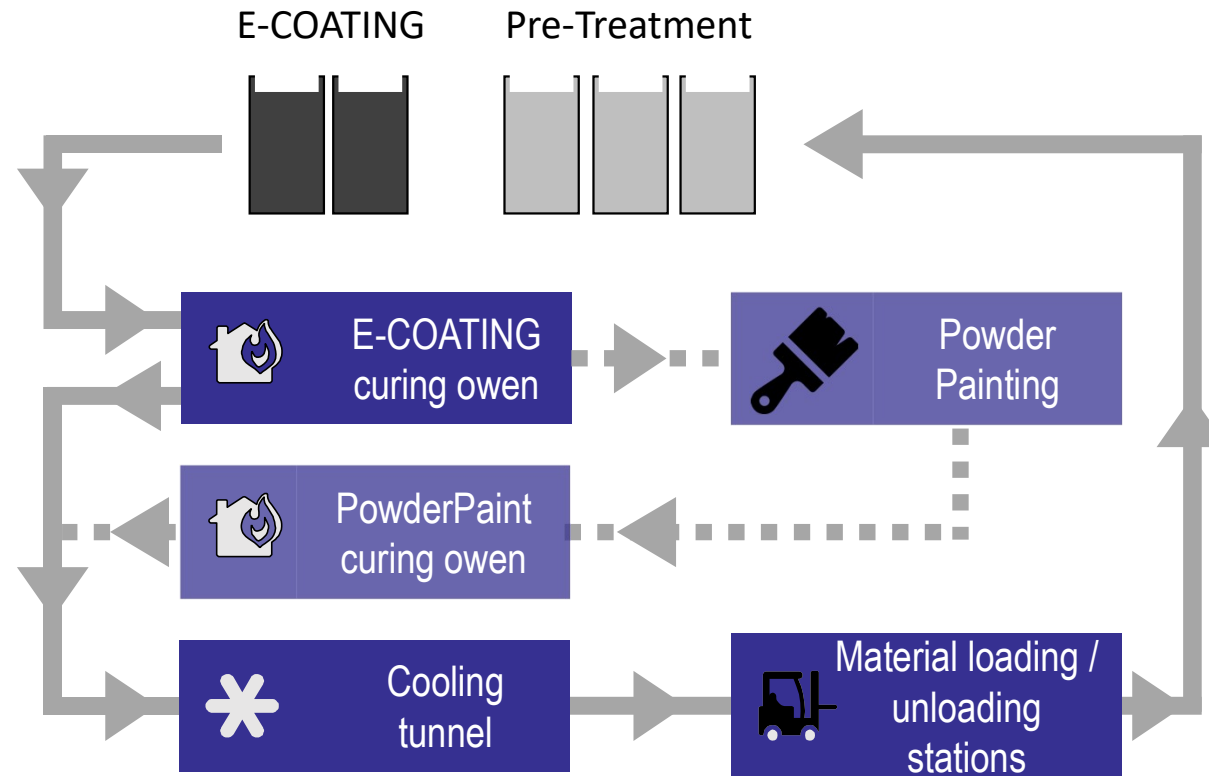 E-COATING
Pre-Treatment
E-COATING
curing owen
Powder
Painting
PowderPaint
curing owen
Cooling
tunnel
Material loading /
unloading
stations